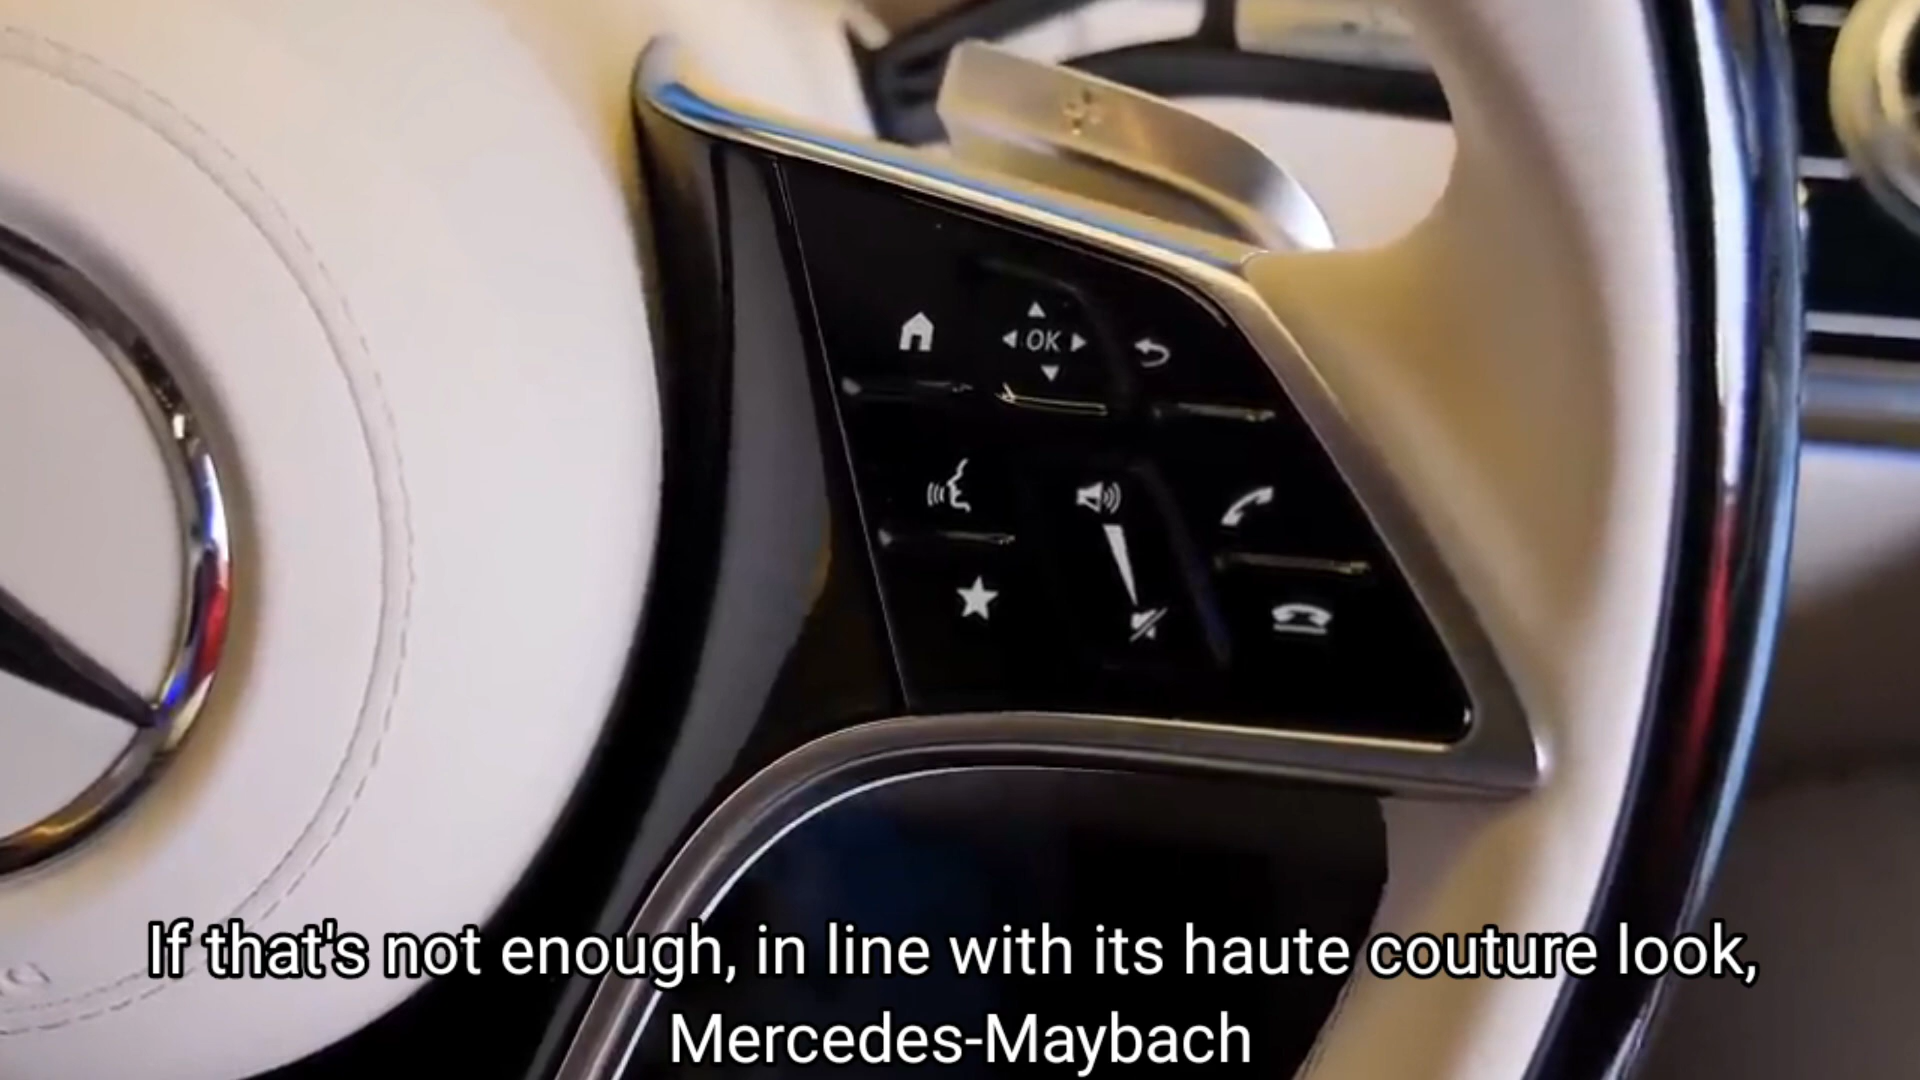 OK
If that's not enough, in line with its haute couture look,
Mercedes-Maybach